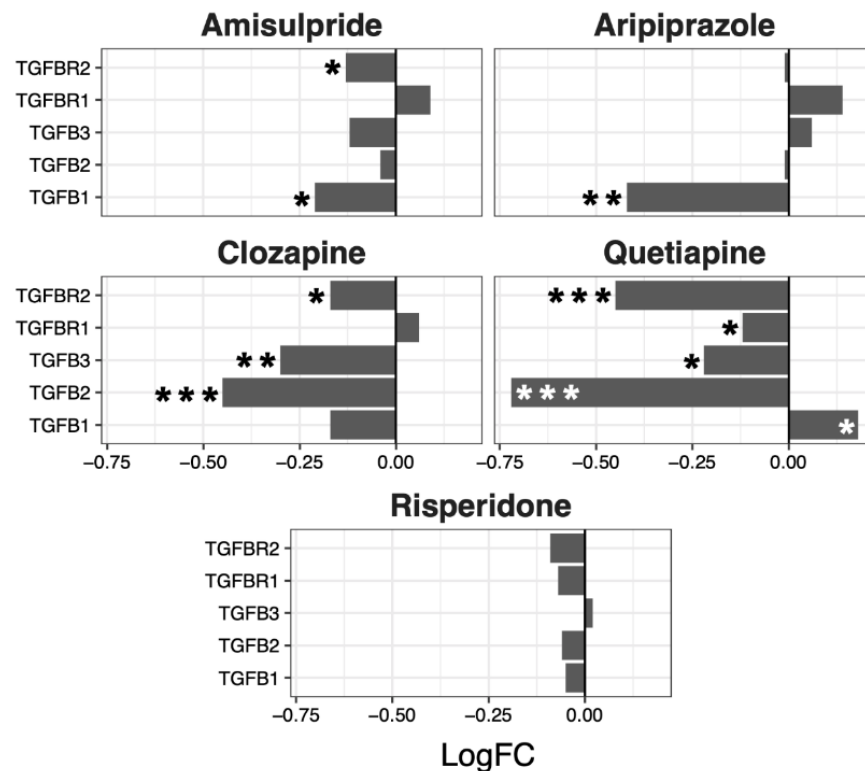 Amisulpride Aripiprazole
TGFBR2 *
TGFBR1
TGFB3
TGFB2
TGFB1 * **
Clozapine Quetiapine
TGFBR2 * ***
TGFBR1 *
TGFB3 ** *
TGFB2 *** ***
TGFB1 *
−0.75 −0.50 −0.25 0.00 −0.75 −0.50 −0.25 0.00
Risperidone
TGFBR2
TGFBR1
TGFB3
TGFB2
TGFB1
−0.75 −0.50 −0.25 0.00
LogFC